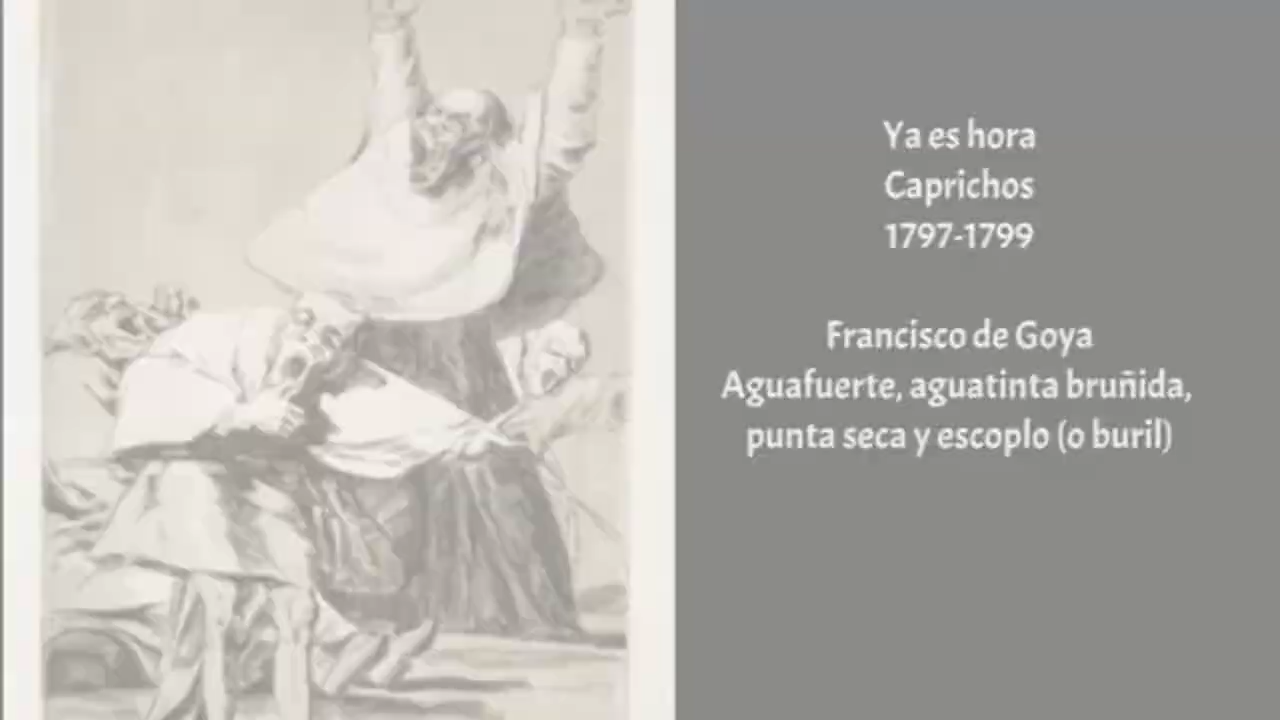 Ya es hora
Caprichos
1797-1799
Francisco de Goya
Aguafuerte, aguatinta bruñida,
punta seca y escoplo (o buril)